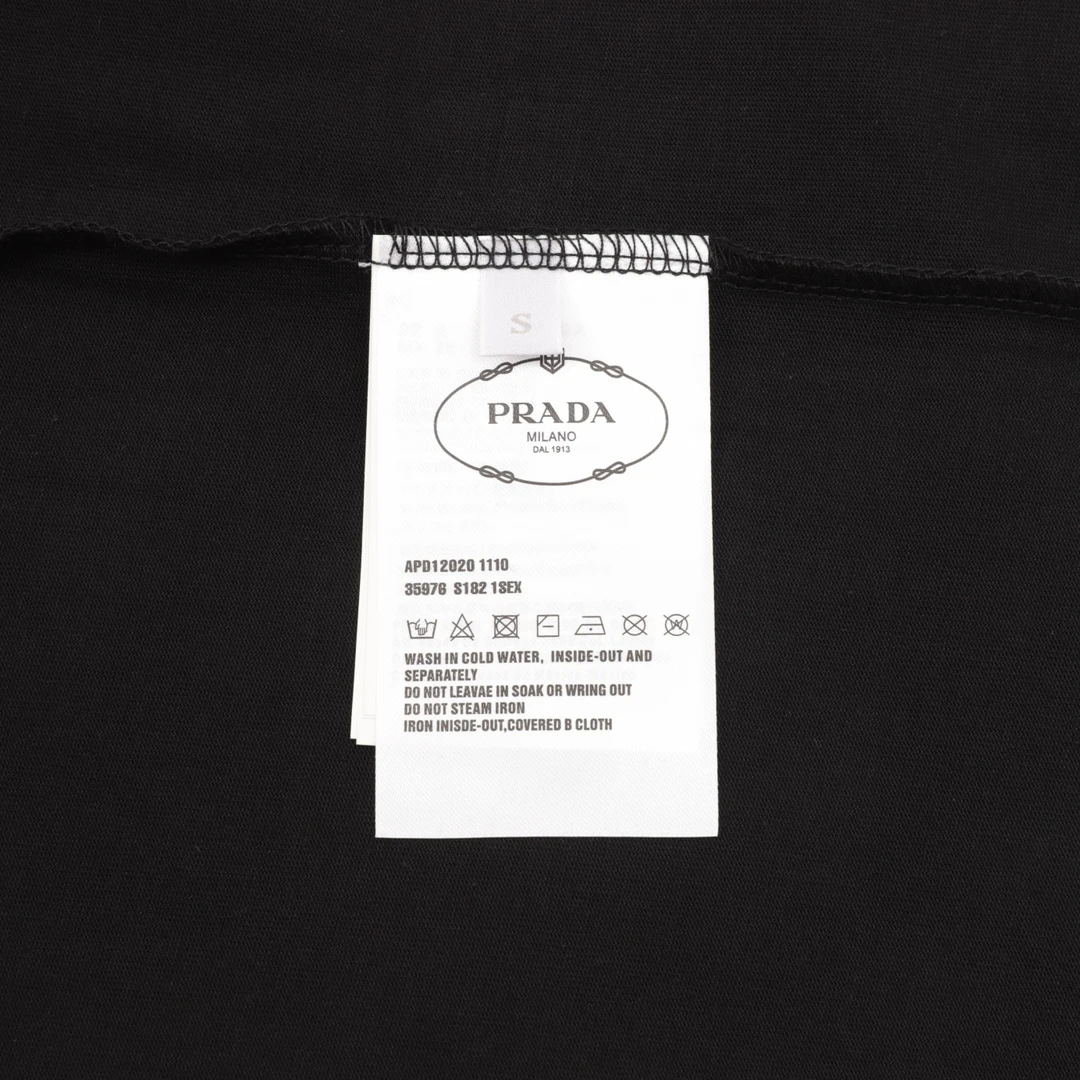 S
PRADA
MILANO
DAL 1913
APD12020 1110
35976 S182 1SEX
WASH IN COLD WATER, INSIDE-OUT AND
SEPARATELY
DO NOT LEAVAE IN SOAK OR WRING OUT
DO NOT STEAM IRON
IRON INISDE-OUT,COVERED B CLOTH